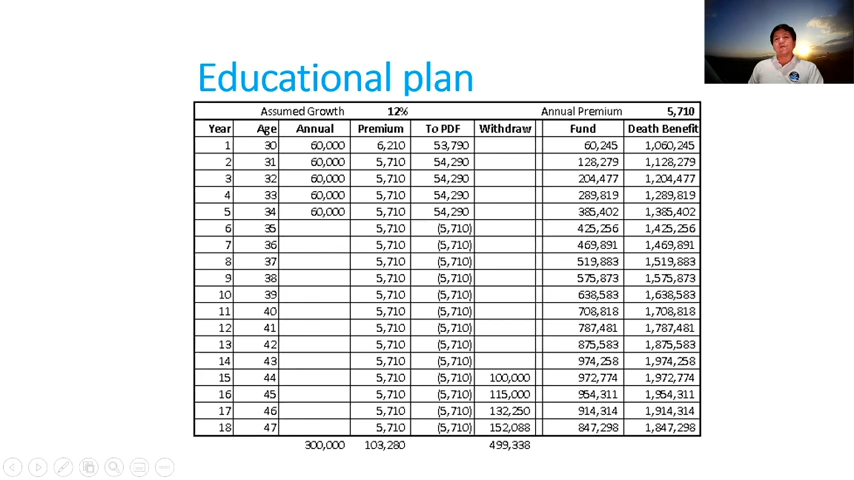 Educational plan
Assumed Growth 12% Annual Premium 5,710
Year Age Annual Premium To PDF Withdraw Fund Death Benefit
1 30 60,000 6,210 53,790 60,245 1,060,245
2 31 60,000 5,710 54,290 128,279 1,128,279
3 32 60,000 5,710 54,290 204,477 1,204,477
4 33 60,000 5,710 54,290 289,819 1,289,819
5 34 60,000 5,710 54,290 385,402 1,385,402
6 35 5,710 (5,710) 425,256 1,425,256
7 36 5,710 (5,710) 469,891 1,469,891
8 37 5,710 (5,710) 519,883 1,519,883
9 38 5,710 (5,710) 575,873 1,575,873
10 39 5,710 (5,710) 638,583 1,638,583
11 40 5,710 (5,710) 708,818 1,708,818
12 41 5,710 (5,710) 787,481 1,787,481
13 42 5,710 (5,710) 875,583 1,875,583
14 43 5,710 (5,710) 974,258 1,974,258
15 44 5,710 (5,710) 100,000 972,774 1,972,774
16 45 5,710 (5,710) 115,000 954,311 1,954,311
17 46 5,710 (5,710) 132,250 914,314 1,914,314
18 47 5,710 (5,710) 152,088 847,298 1,847,298
300,000 103,280 499,338